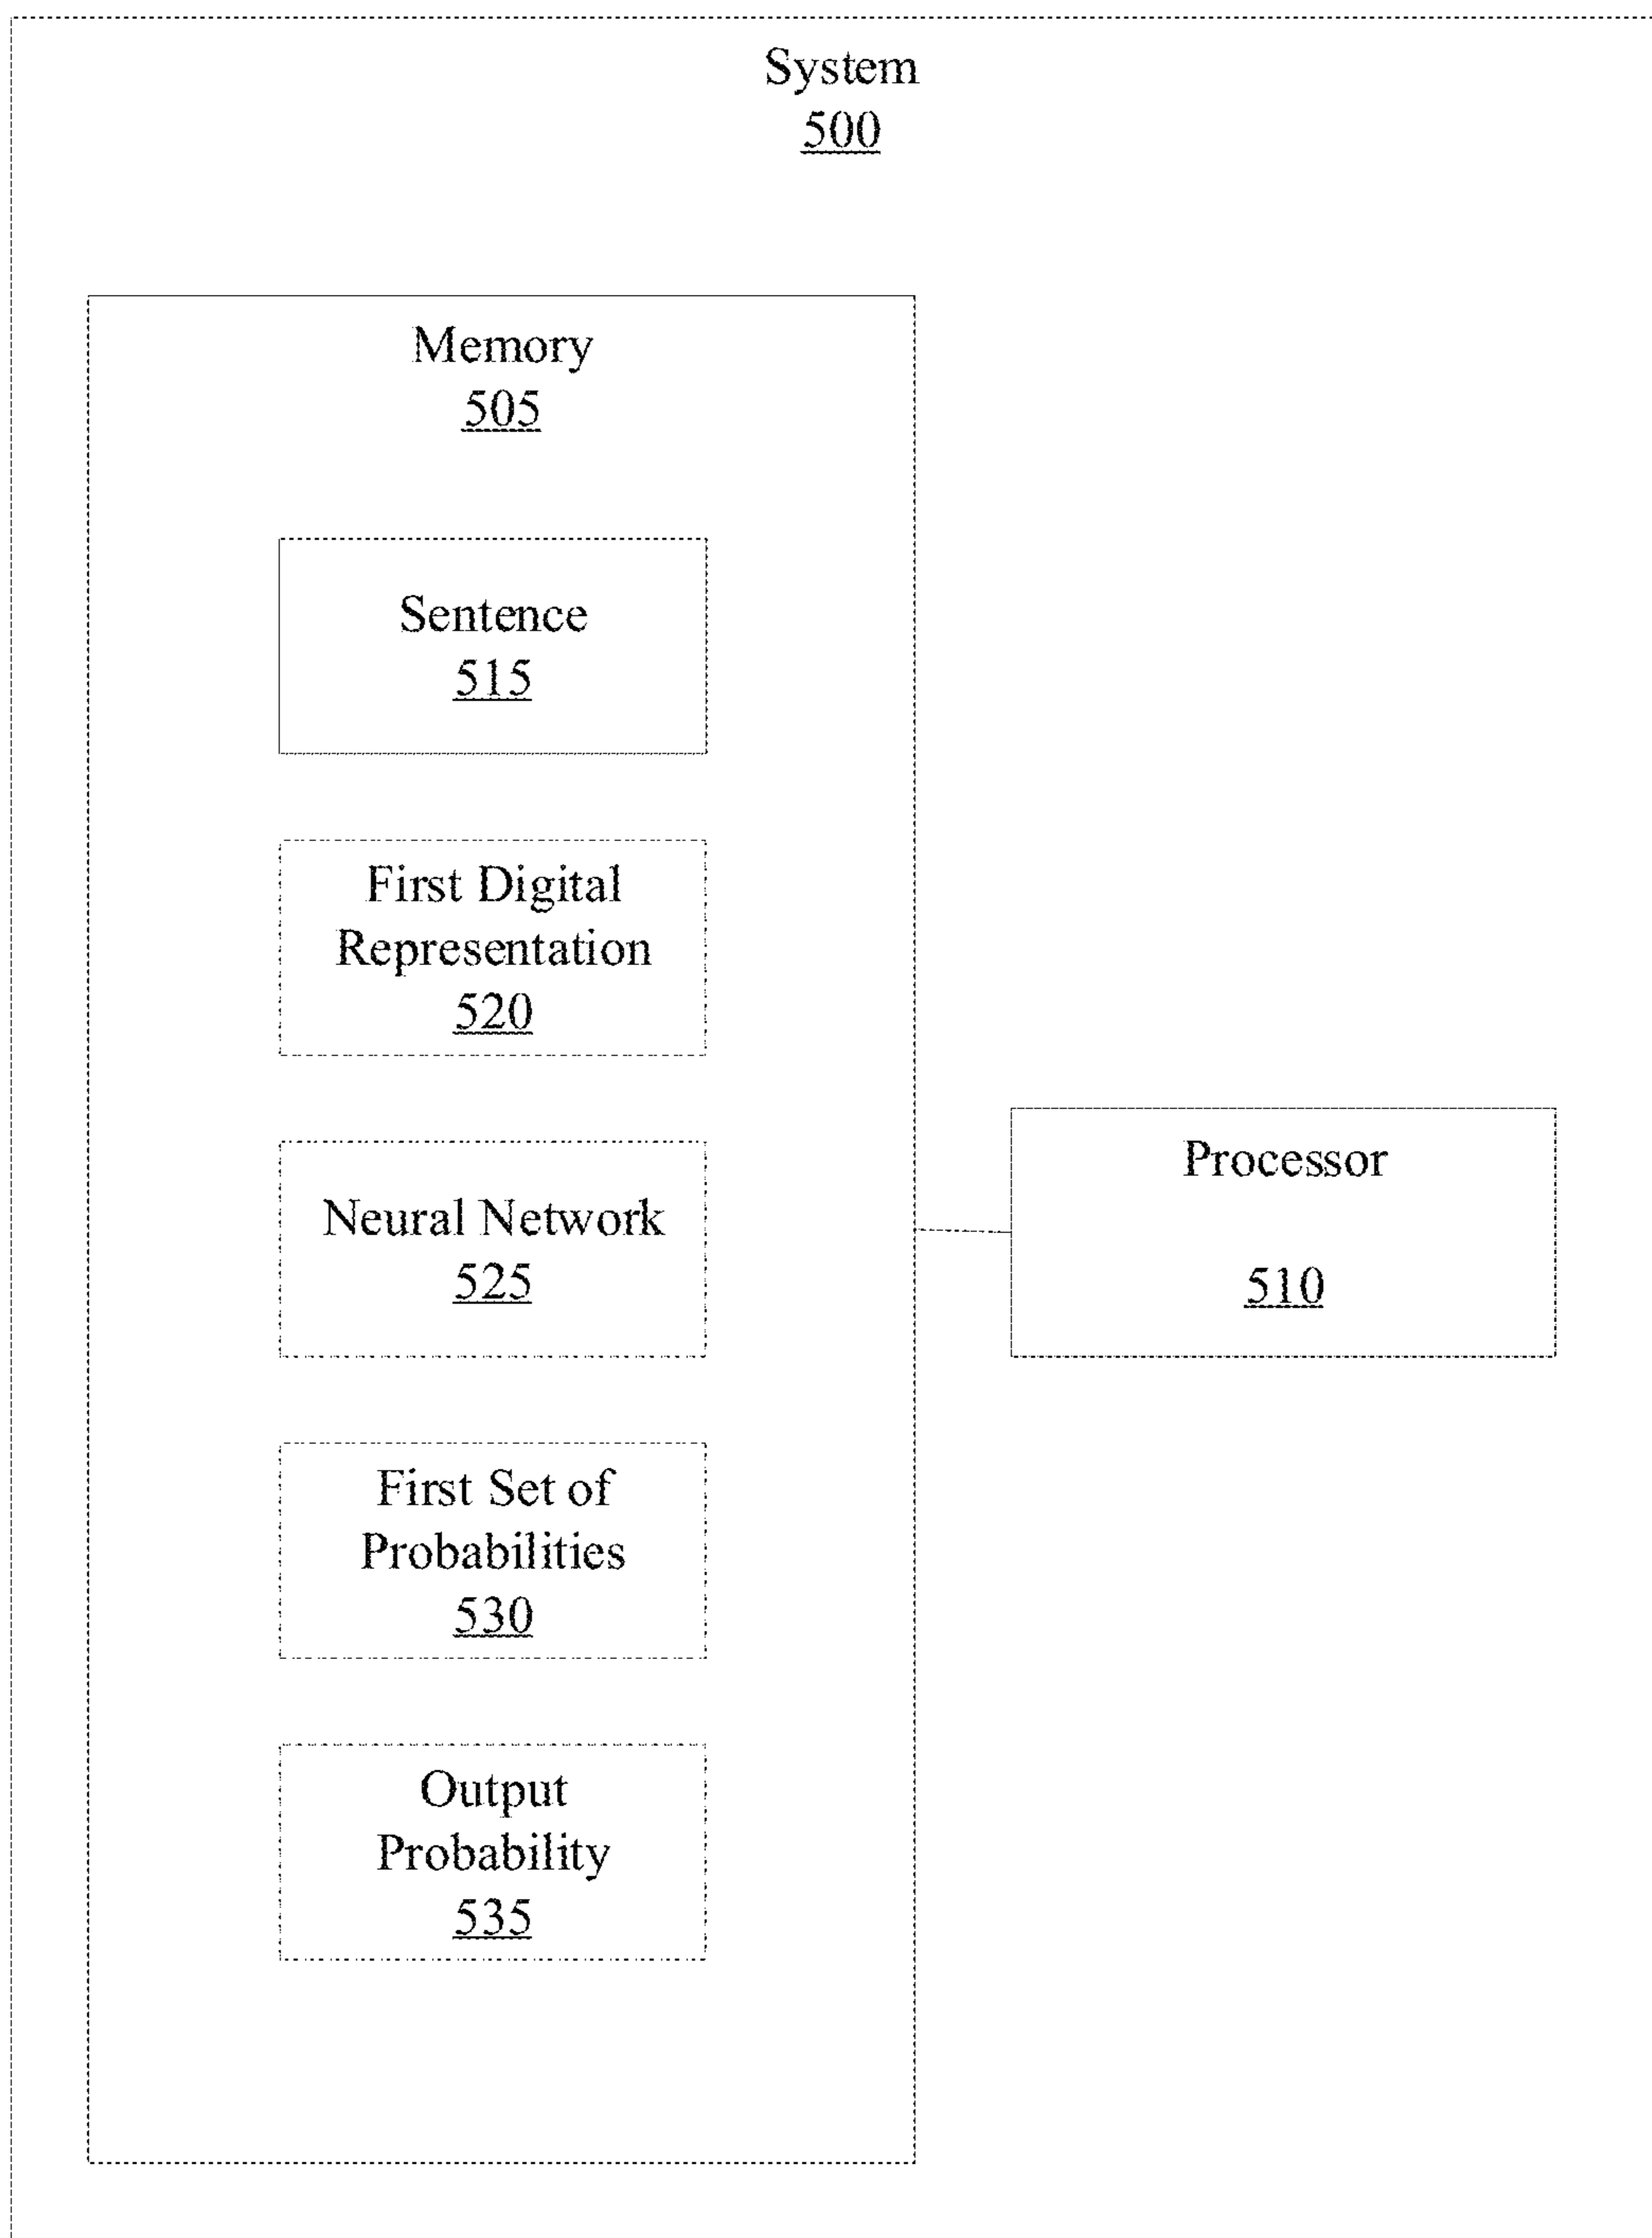 System
500
Memory
505
Sentence
515
First Digital
Representation
520
Neural Network
525
Processor
510
First Set of
Probabilities
530
Output
Probability
535